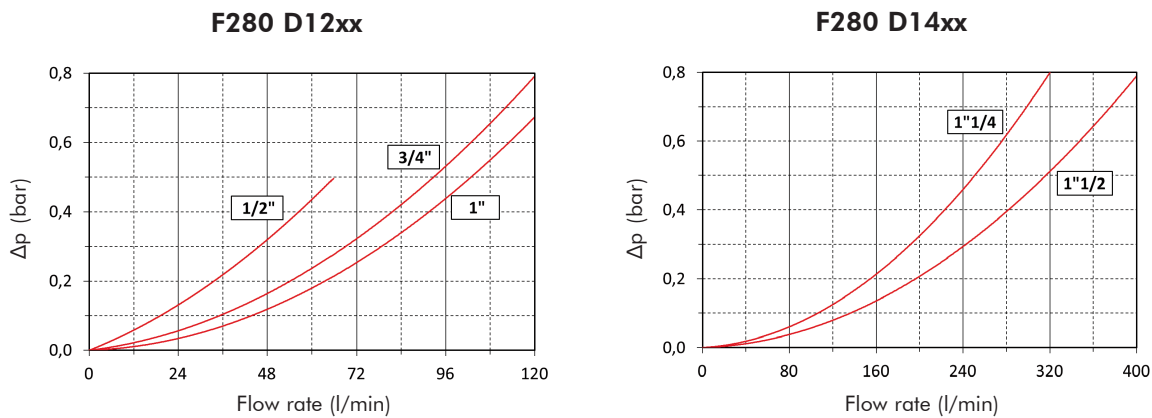 F280 D12xx
0,8
0,6
0,4
0,2
0,0
Δp (bar)
1/2"
3/4"
1"
0 24 48 72 96 120
Flow rate (l/min)
F280 D14xx
0,8
0,6
0,4
0,2
0,0
Δp (bar)
1"1/4
1"1/2
0 80 160 240 320 400
Flow rate (l/min)